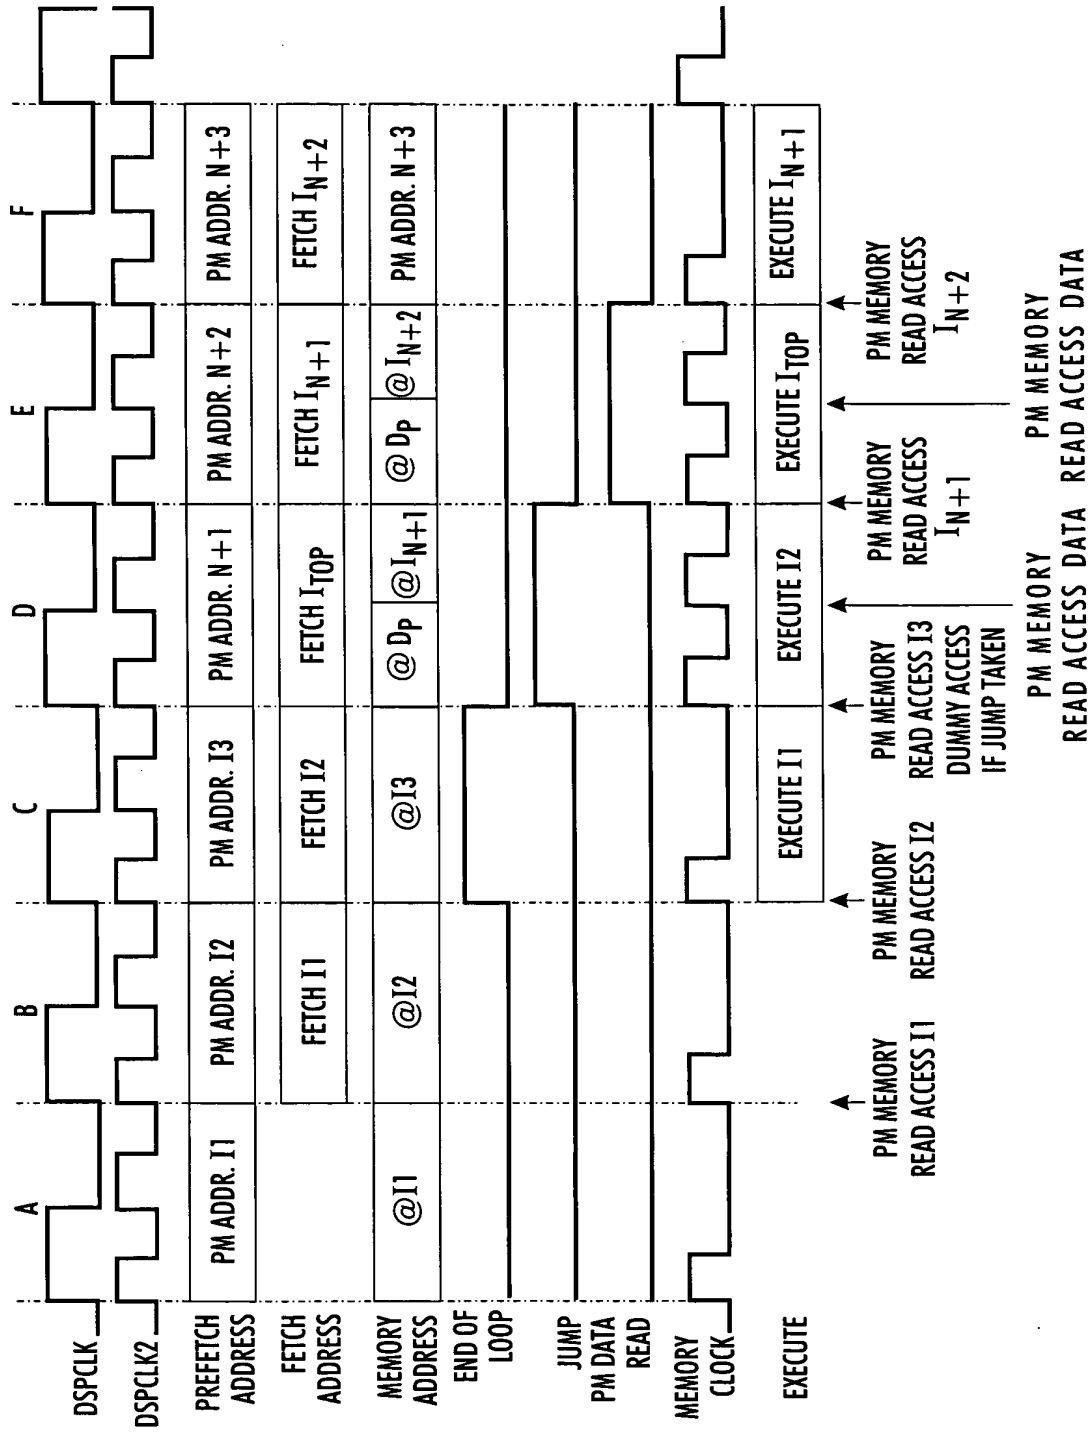 A B C D E F
DSPCLK
DSPCLK2
PREFETCH
ADDRESS
PM ADDR. I1
PM ADDR. I2
PM ADDR. I3
PM ADDR. N+1
PM ADDR. N+2
PM ADDR. N+3
FETCH
ADDRESS
FETCH I1
FETCH I2
FETCH ITOP
FETCH IN+1
FETCH IN+2
MEMORY
ADDRESS
@I1
@I2
@I3
@ DP
@IN+1
@ DP
@ IN+2
PM ADDR. N+3
END OF
LOOP
JUMP
PM DATA
READ
MEMORY
CLOCK
EXECUTE
EXECUTE I1
EXECUTE I2
EXECUTE ITOP
EXECUTE IN+1
PM MEMORY
READ ACCESS I1
PM MEMORY
READ ACCESS I2
PM MEMORY
READ ACCESS I3
DUMMY ACCESS
IF JUMP TAKEN
PM MEMORY
READ ACCESS
IN+1
PM MEMORY
READ ACCESS
IN+2
PM MEMORY
READ ACCESS DATA
PM MEMORY
READ ACCESS DATA